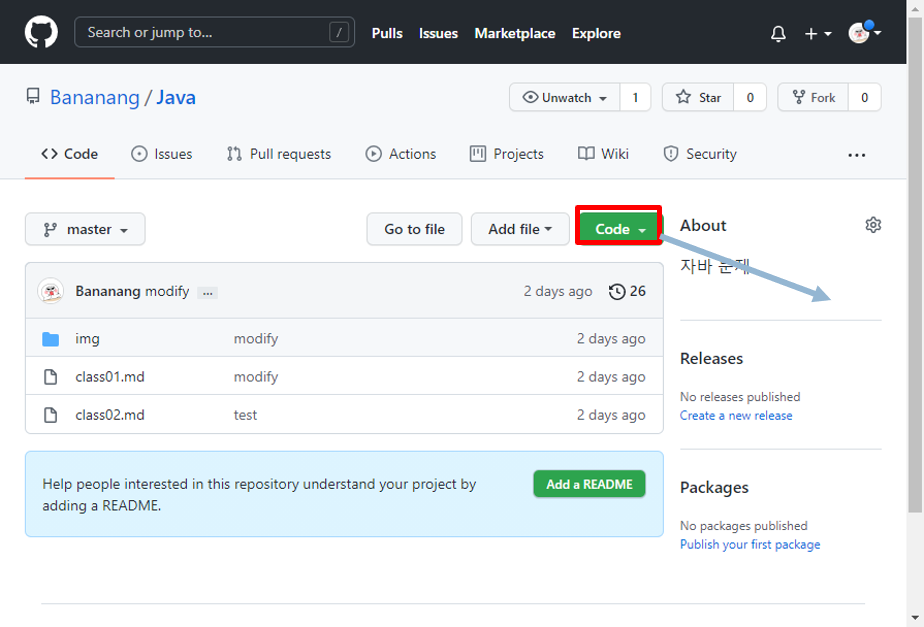 Search or jump to... /
Pulls Issues Marketplace Explore
Bananang / Java
Unwatch 1 Star 0 Fork 0
Code Issues Pull requests Actions Projects Wiki Security ...
master Go to file Add file Code
About
자바 문제
Bananang modify ... 2 days ago 26
img modify 2 days ago
class01.md modify 2 days ago
class02.md test 2 days ago
Help people interested in this repository understand your project by
adding a README.
Add a README
Releases
No releases published
Create a new release
Packages
No packages published
Publish your first package